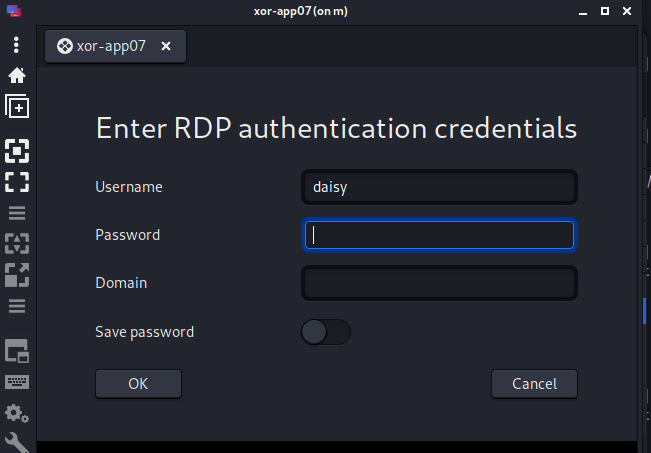 xor-app07(on m)
xor-app07
Enter RDP authentication credentials
Username daisy
Password
Domain
Save password
OK Cancel